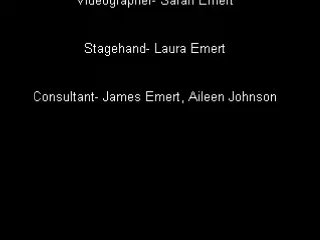 Videographer- Sarah Emert
Stagehand- Laura Emert
Consultant- James Emert, Aileen Johnson